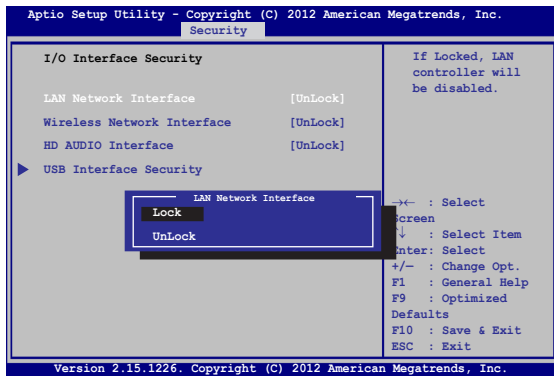 Aptio Setup Utility - Copyright (C) 2012 American Megatrends, Inc.
Security
I/O Interface Security
LAN Network Interface [UnLock]
Wireless Network Interface [UnLock]
HD AUDIO Interface [UnLock]
USB Interface Security
If Locked, LAN
controller will
be disabled.
LAN Network Interface
Lock
UnLock
→← : Select
Screen
↑↓ : Select Item
Enter: Select
+/— : Change Opt.
F1 : General Help
F9 : Optimized
Defaults
F10 : Save & Exit
ESC : Exit
Version 2.15.1226. Copyright (C) 2012 American Megatrends, Inc.